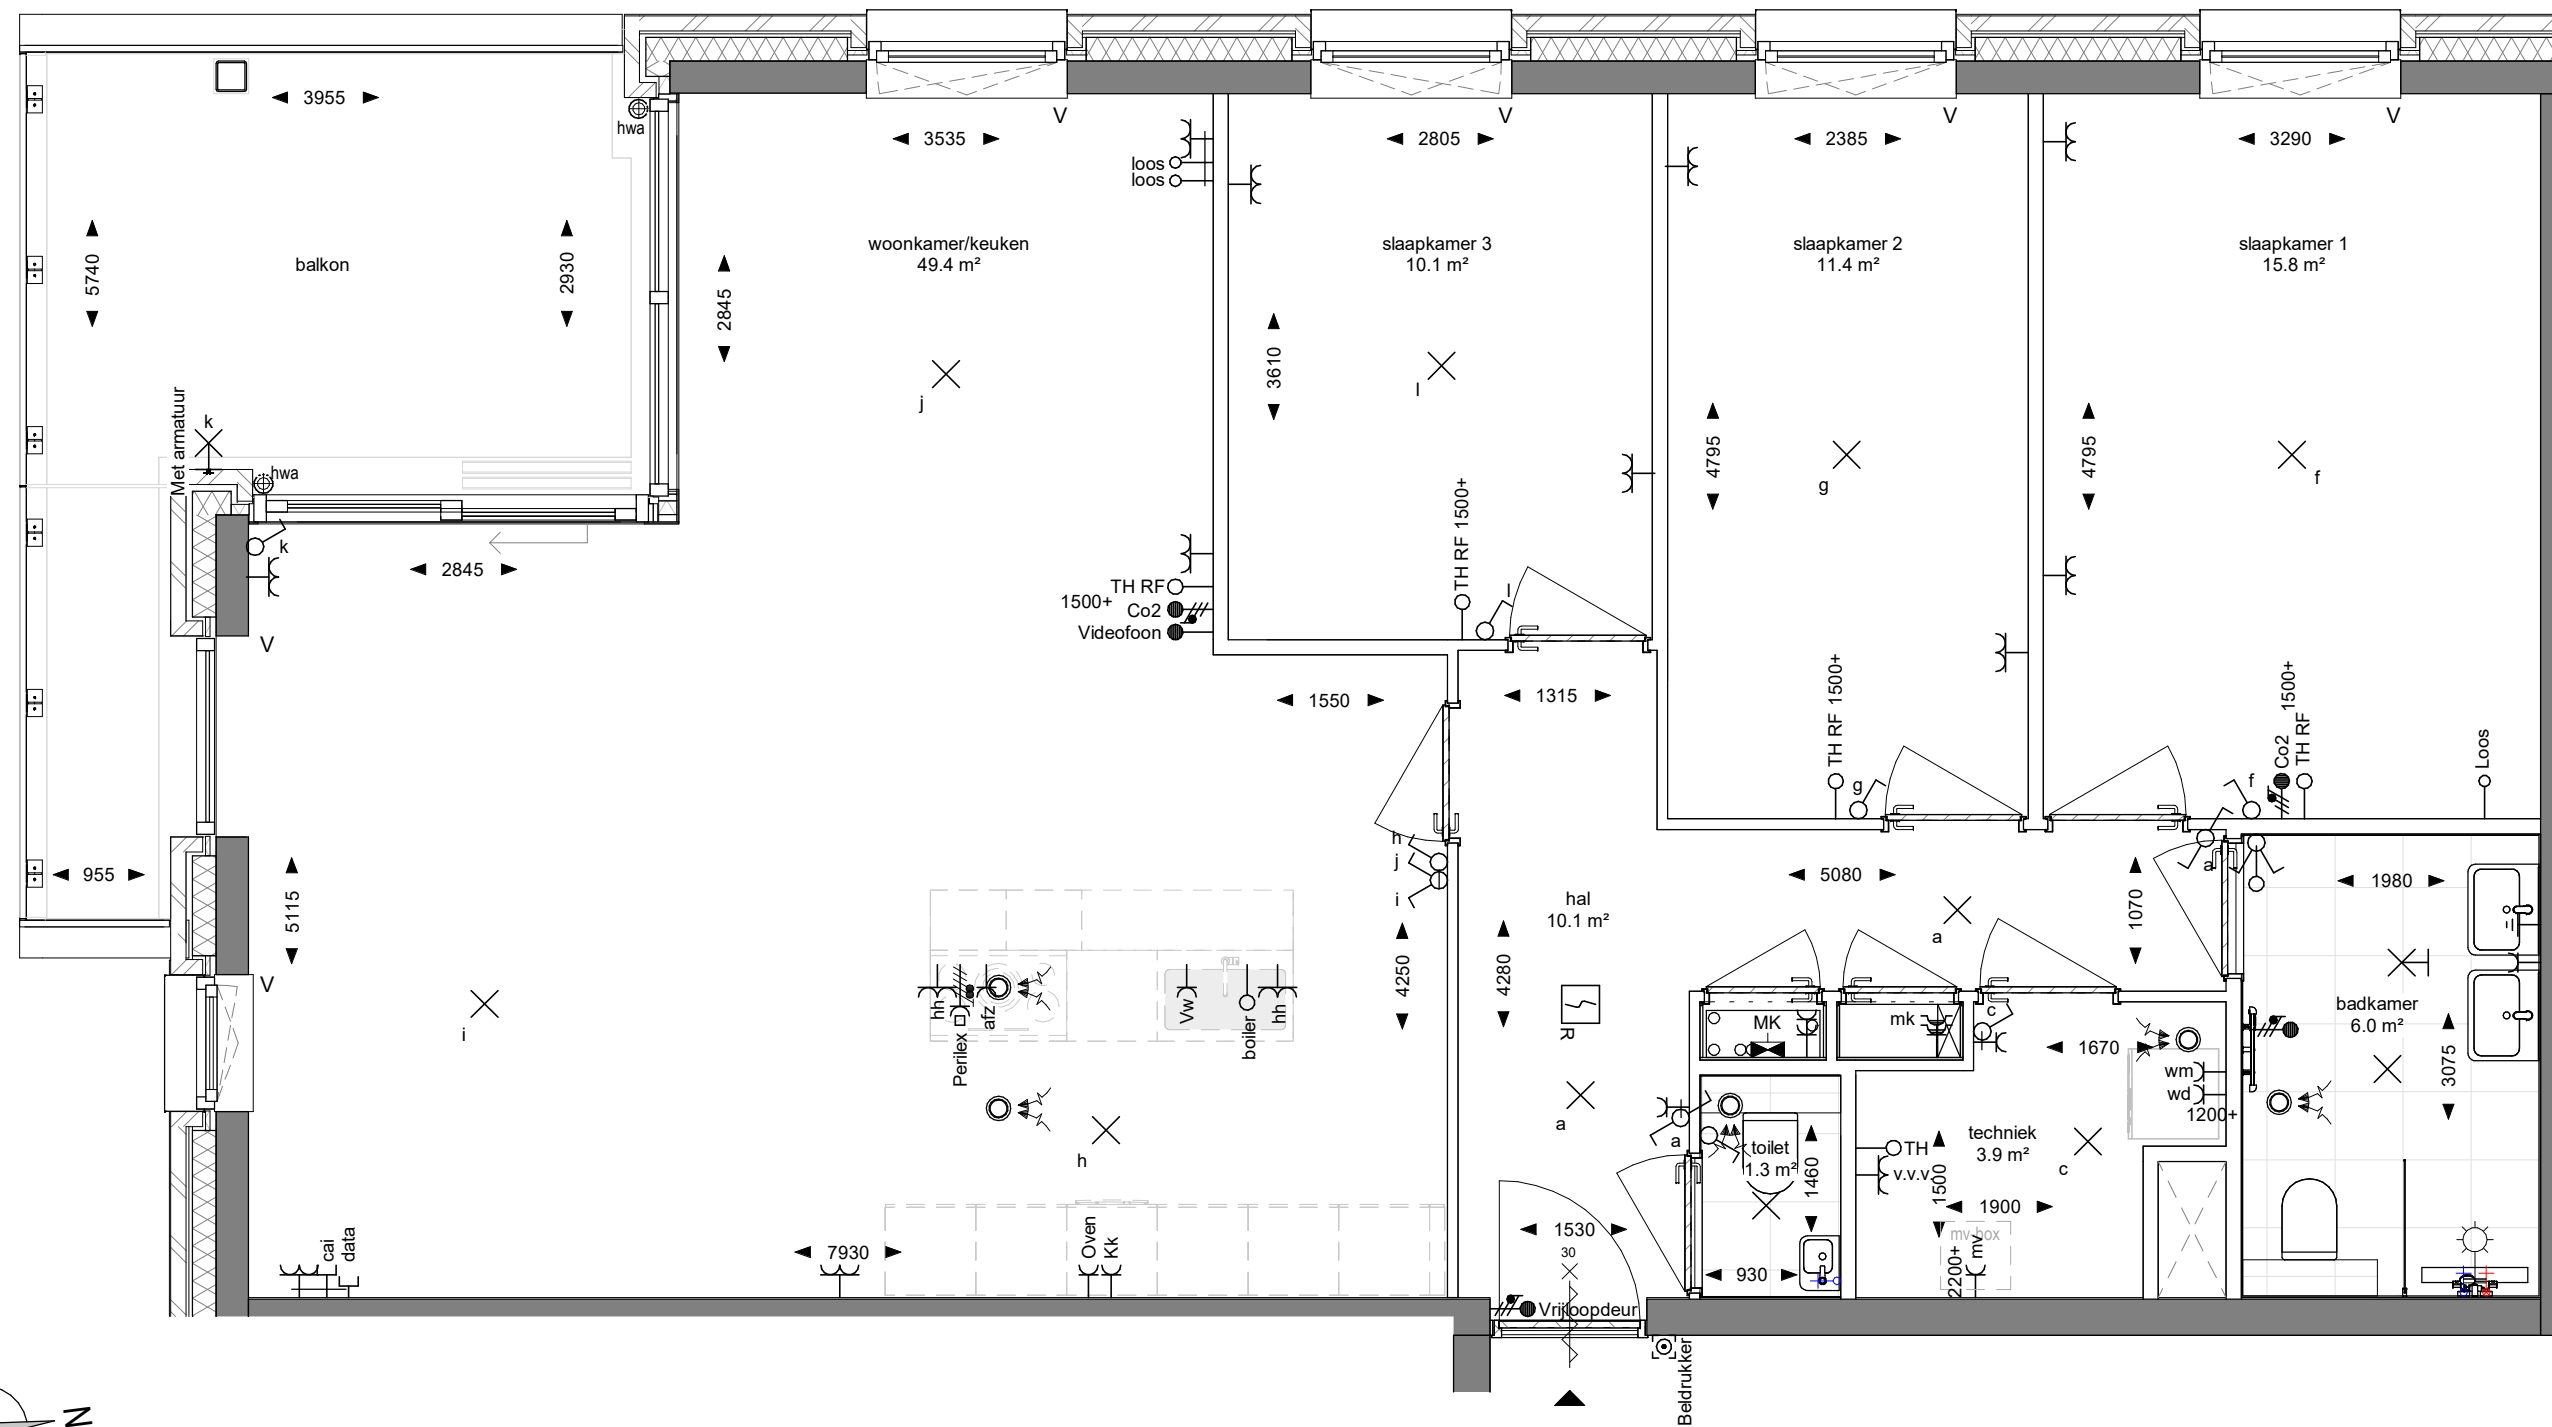 3955
hwa
5740
balkon
2930
Met armatuur
k
hwa
k
2845
V
955
5115
V
3535
V
loos
loos
woonkamer/keuken
49.4 m²
2845
j
TH RF
1500+
Co2
Videofoon
1550
h
j
i
4250
i
hh
Perilex
afz
Vw
boiler
hh
h
cai
data
7930
Oven
Kk
2805
V
slaapkamer 3
10.1 m²
3610
l
TH RF 1500+
l
1315
2385
V
slaapkamer 2
11.4 m²
4795
g
TH RF 1500+
g
3290
V
slaapkamer 1
15.8 m²
4795
f
f
Co2
1500+
TH RF
Loos
5080
hal
10.1 m²
4280
a
1070
a
R
a
a
MK
mk
c
1670
wm
wd
1200+
toilet
1.3 m²
1460
930
TH
v.v.v.
1500
techniek
3.9 m²
c
1900
mv box
mv
2200+
1980
badkamer
6.0 m²
3075
1530
30
Vrijloopdeur
Beldrukker
N